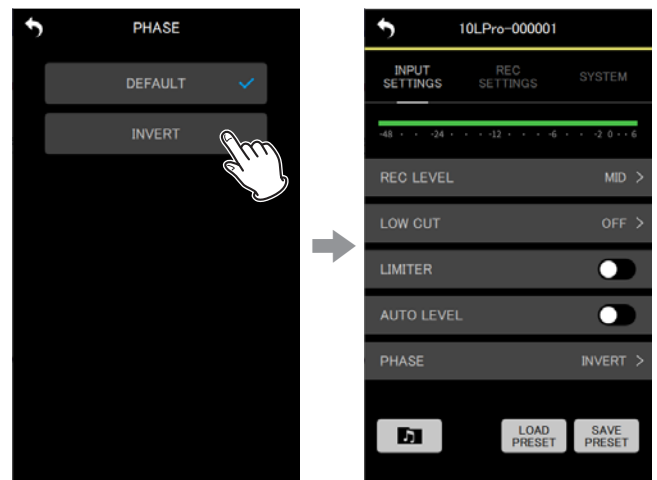 PHASE
DEFAULT
INVERT
10LPro-000001
INPUT
SETTINGS
REC
SETTINGS
SYSTEM
-48 · · -24 · · · -12 · · · -6 · · -2 0 · · 6
REC LEVEL MID >
LOW CUT OFF >
LIMITER
AUTO LEVEL
PHASE INVERT >
LOAD
PRESET
SAVE
PRESET